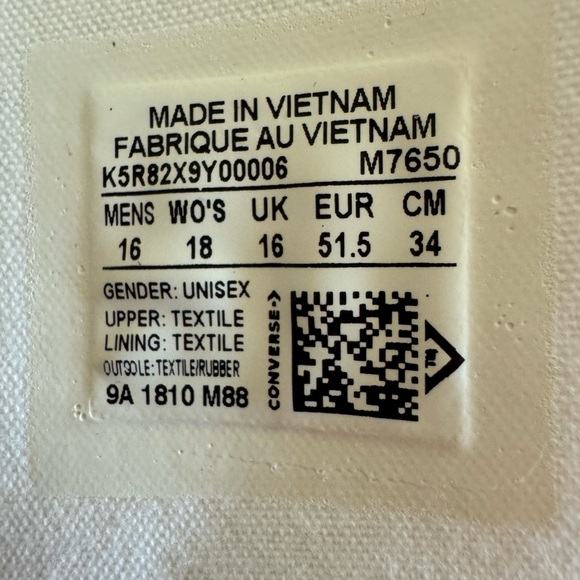 MADE IN VIETNAM
FABRIQUE AU VIETNAM
K5R82X9Y00006 M7650
MENS WO'S UK EUR CM
16 18 16 51.5 34
GENDER: UNISEX
UPPER: TEXTILE
LINING: TEXTILE
OUTSOLE: TEXTILE/RUBBER
9A 1810 M88
CONVERSE